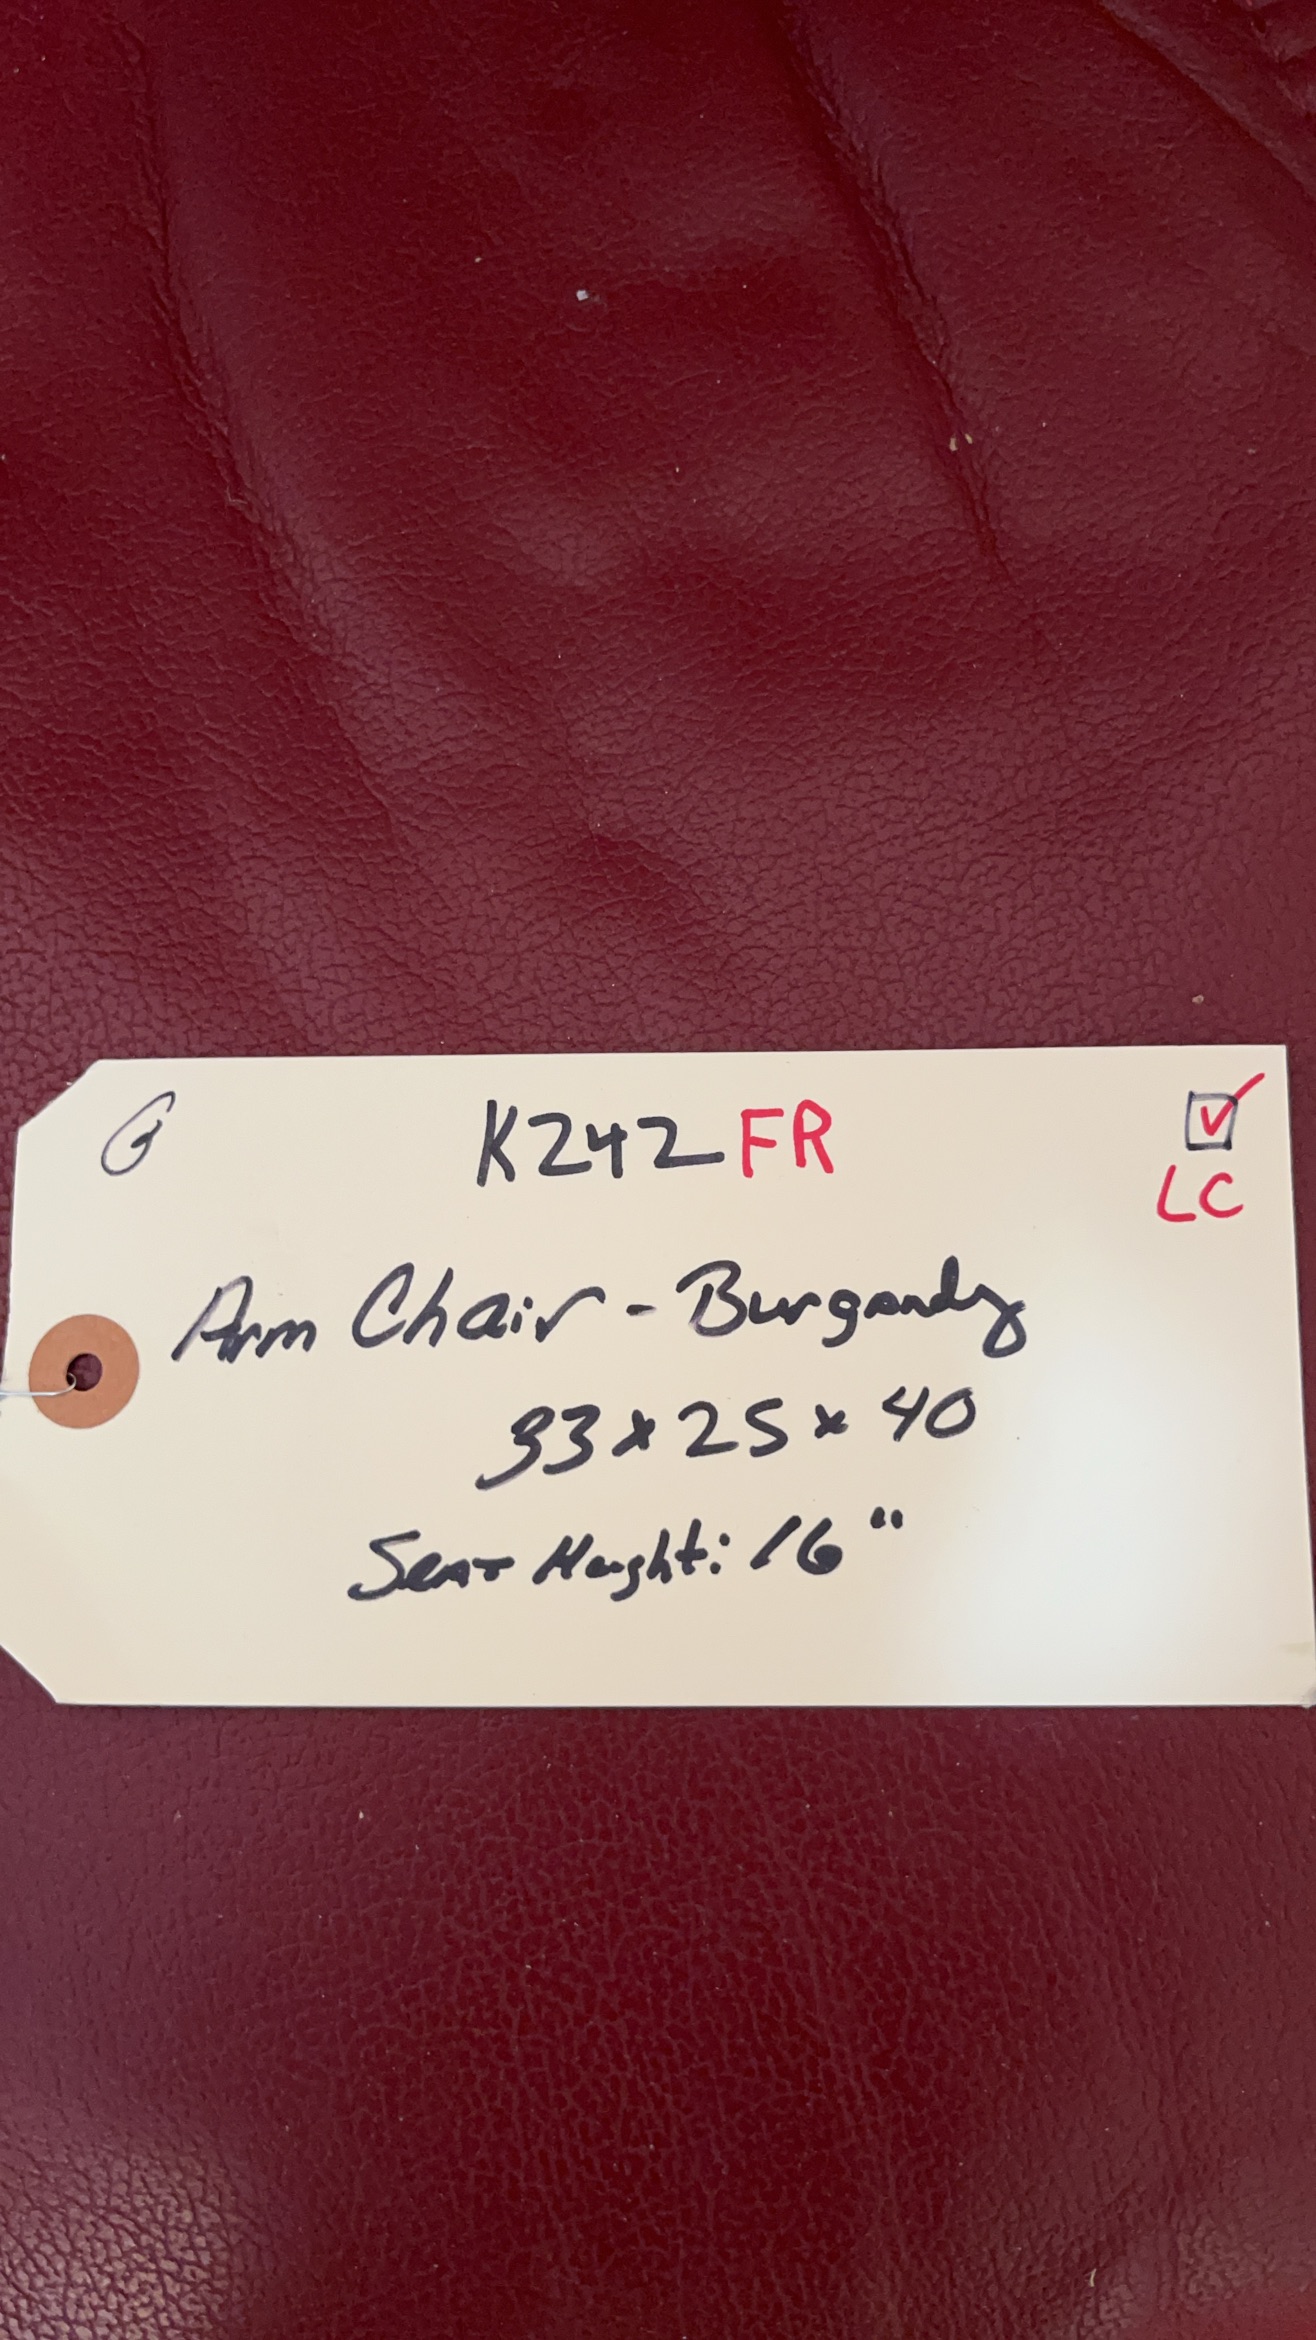 G K242 FR ☑
LC
Arm Chair - Burgandy
33 x 25 x 40
Seat Height: 16"